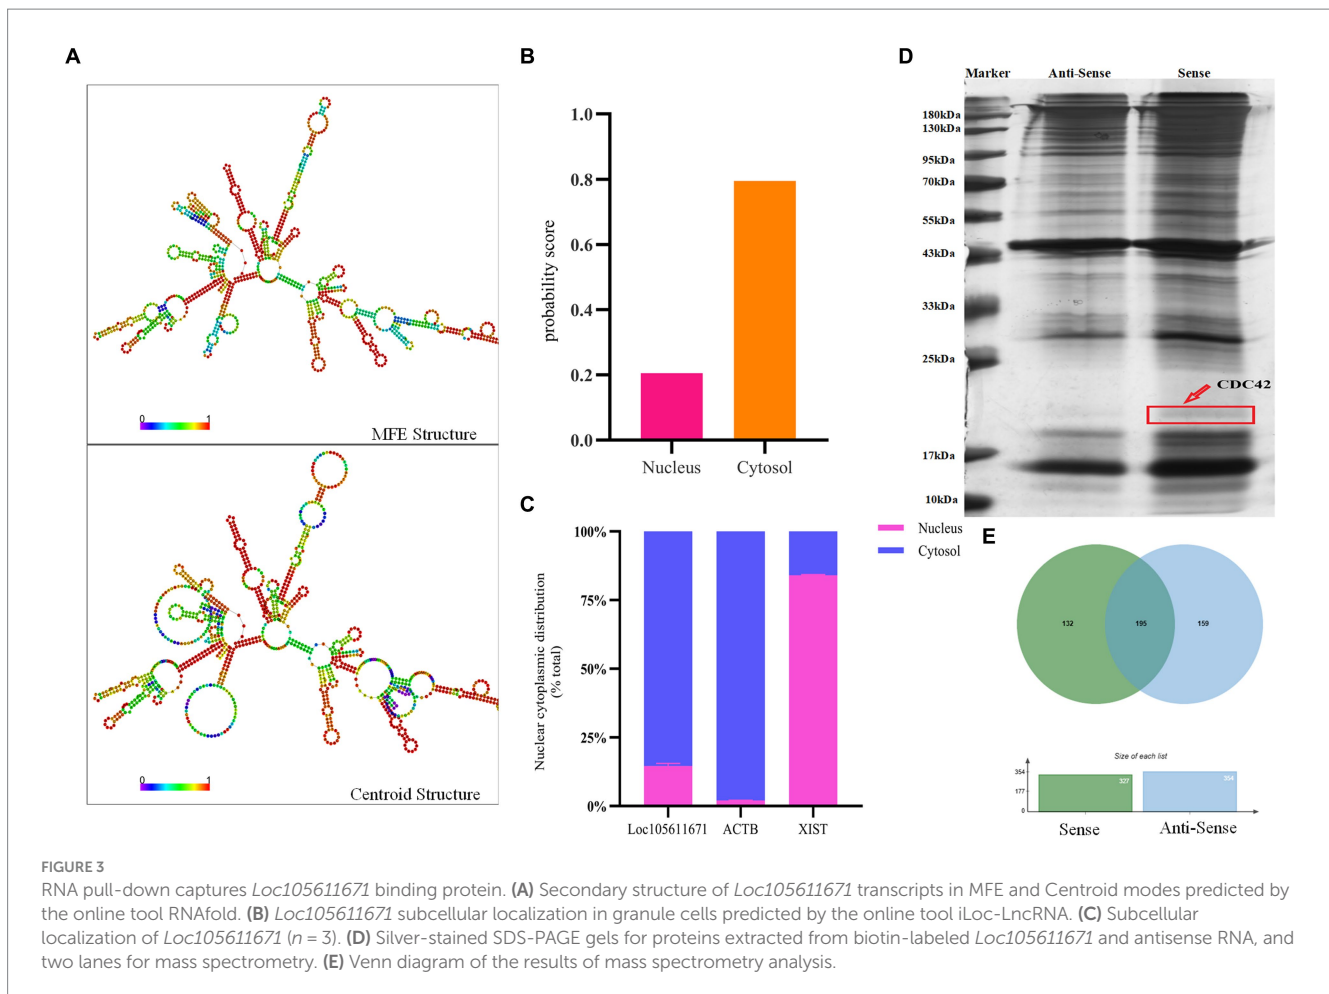 A
0 1
MFE Structure
0 1
Centroid Structure
B
probability score
1.0
0.8
0.6
0.4
0.2
0.0
Nucleus Cytosol
C
Nuclear cytoplasmic distribution
(% total)
100%
75%
50%
25%
0%
Loc105611671 ACTB XIST
Nucleus
Cytosol
D
Marker Anti-Sense Sense
180kDa
130kDa
95kDa
70kDa
55kDa
43kDa
33kDa
25kDa
CDC42
17kDa
10kDa
E
132 195 159
Size of each list
354
177
0
327 354
Sense Anti-Sense
FIGURE 3
RNA pull-down captures Loc105611671 binding protein. (A) Secondary structure of Loc105611671 transcripts in MFE and Centroid modes predicted by
the online tool RNAfold. (B) Loc105611671 subcellular localization in granule cells predicted by the online tool iLoc-LncRNA. (C) Subcellular
localization of Loc105611671 (n = 3). (D) Silver-stained SDS-PAGE gels for proteins extracted from biotin-labeled Loc105611671 and antisense RNA, and
two lanes for mass spectrometry. (E) Venn diagram of the results of mass spectrometry analysis.